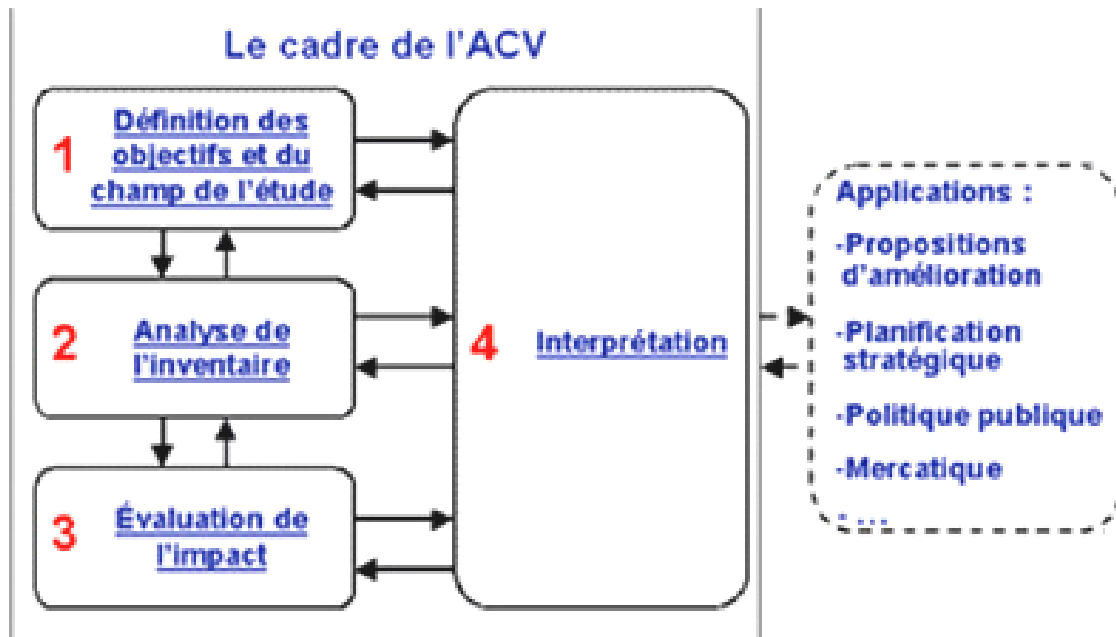 Le cadre de l'ACV
1
Définition des
objectifs et du
champ de l'étude
2
Analyse de
l'inventaire
3
Évaluation de
l'impact
4
Interprétation
Applications :
-Propositions
d'amélioration
-Planification
stratégique
-Politique publique
-Mercatique
- ...